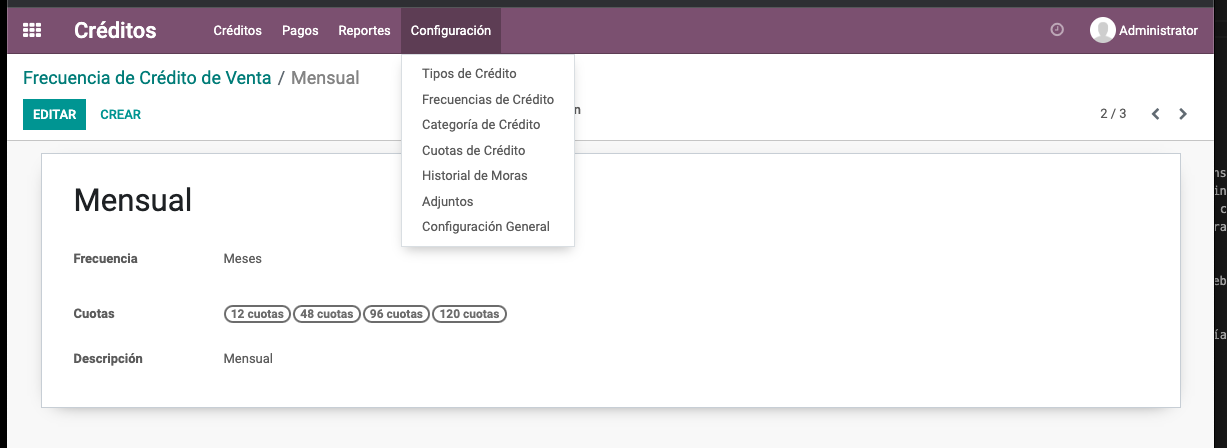 Créditos
Créditos Pagos Reportes Configuración
Administrator
Frecuencia de Crédito de Venta / Mensual
EDITAR CREAR
2 / 3
Tipos de Crédito
Frecuencias de Crédito
Categoría de Crédito
Cuotas de Crédito
Historial de Moras
Adjuntos
Configuración General
Mensual
Frecuencia Meses
Cuotas 12 cuotas 48 cuotas 96 cuotas 120 cuotas
Descripción Mensual